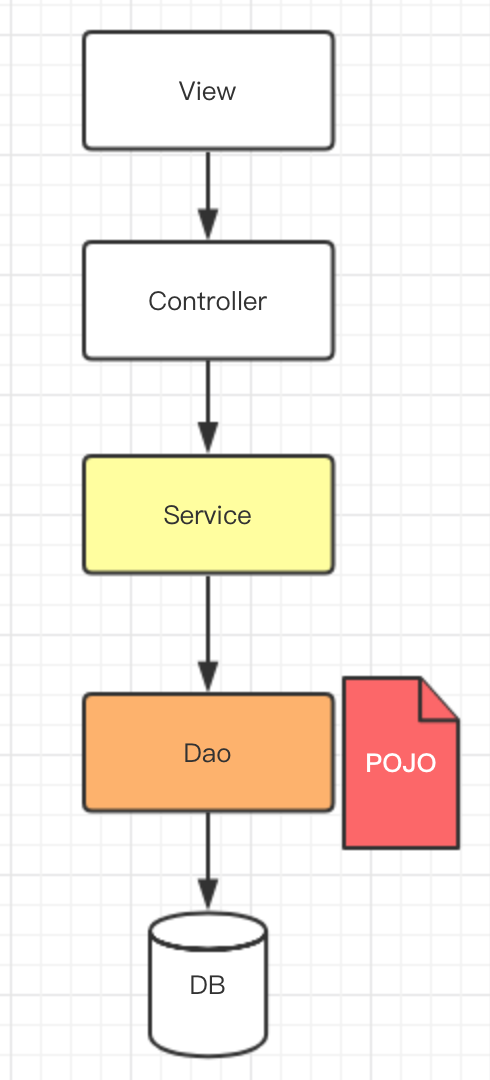 View
Controller
Service
Dao
POJO
DB